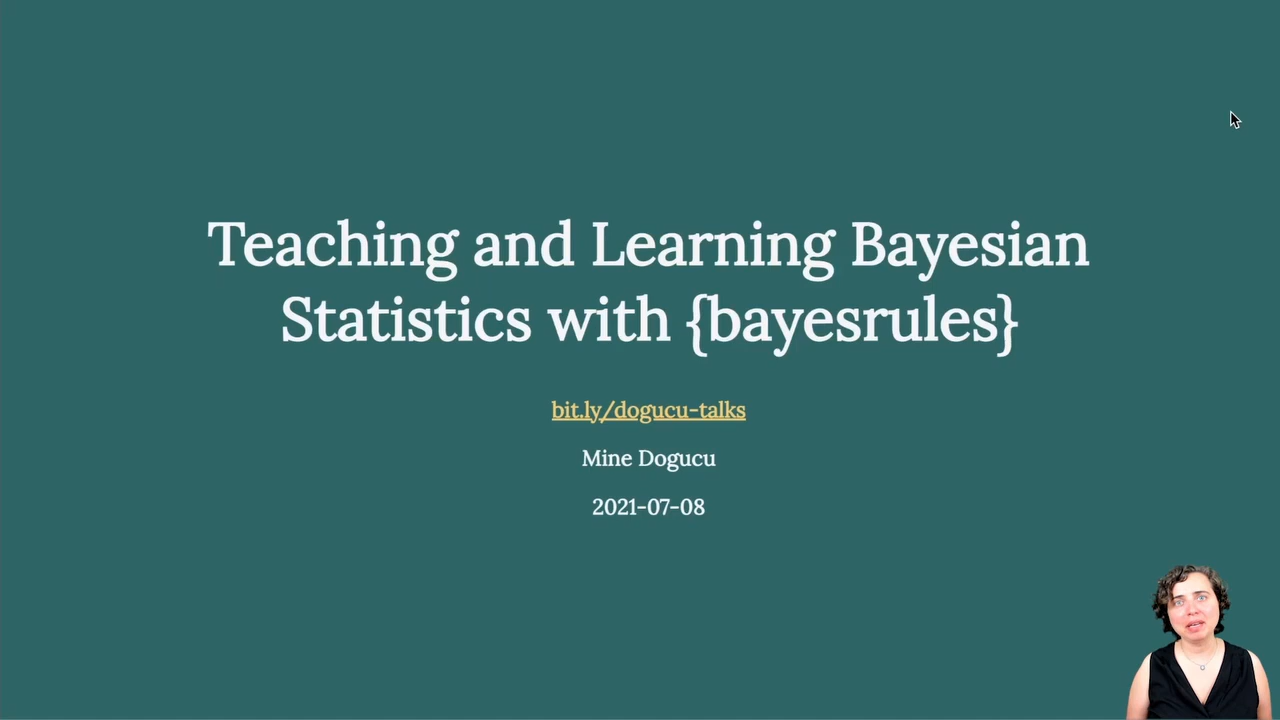 Teaching and Learning Bayesian
Statistics with {bayesrules}
bit.ly/dogucu-talks
Mine Dogucu
2021-07-08